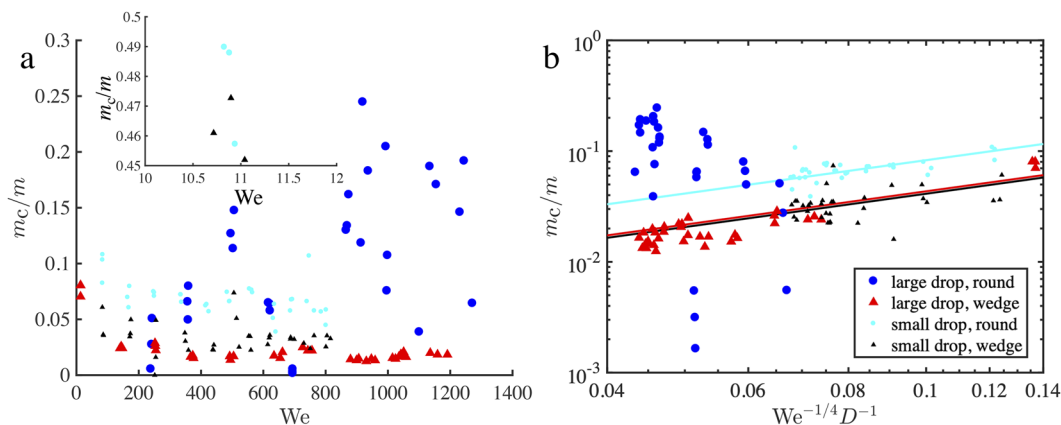 a
0.3
0.25
0.2
0.15
0.1
0.05
0
0 200 400 600 800 1000 1200 1400
We
m_c/m
0.5
0.49
0.48
0.47
0.46
0.45
10 10.5 11 11.5 12
We
m_c/m
b
10^0
10^-1
10^-2
10^-3
0.04 0.06 0.08 0.1 0.12 0.14
We^-1/4 D^-1
m_c/m
large drop, round
large drop, wedge
small drop, round
small drop, wedge